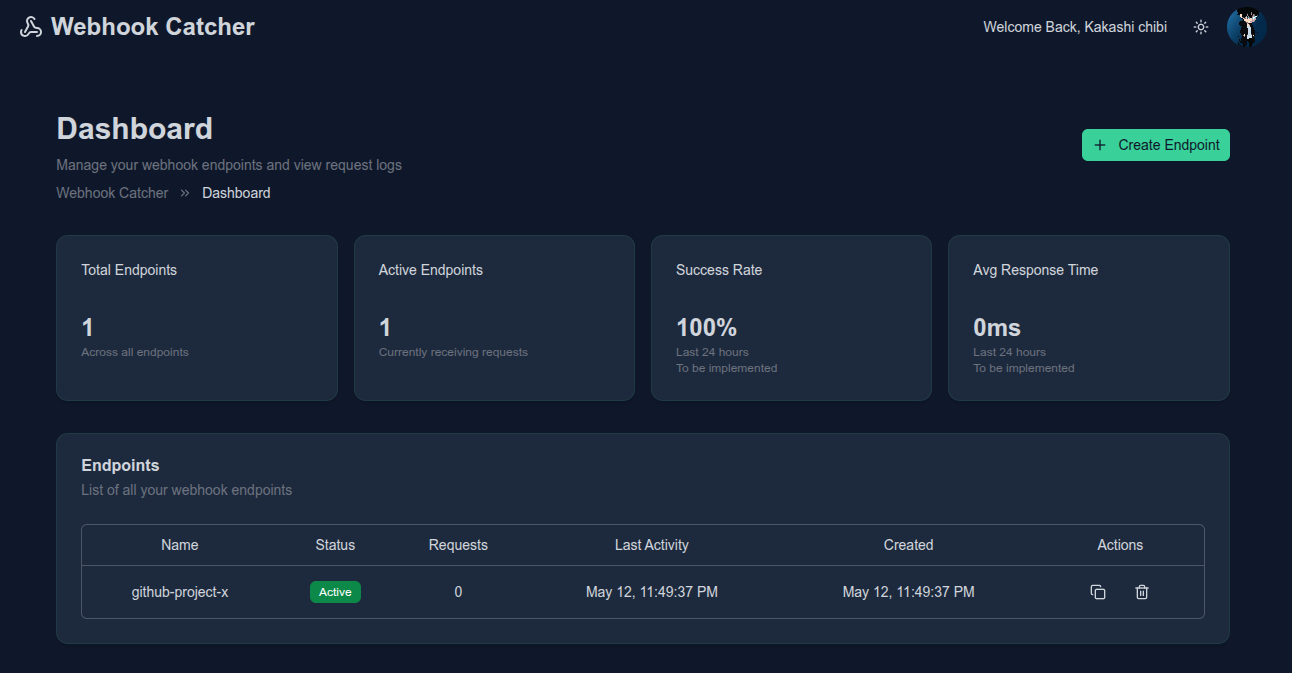 Webhook Catcher
Welcome Back, Kakashi chibi
Dashboard
Manage your webhook endpoints and view request logs
Webhook Catcher » Dashboard
+ Create Endpoint
Total Endpoints
1
Across all endpoints
Active Endpoints
1
Currently receiving requests
Success Rate
100%
Last 24 hours
To be implemented
Avg Response Time
0ms
Last 24 hours
To be implemented
Endpoints
List of all your webhook endpoints
Name Status Requests Last Activity Created Actions
github-project-x Active 0 May 12, 11:49:37 PM May 12, 11:49:37 PM